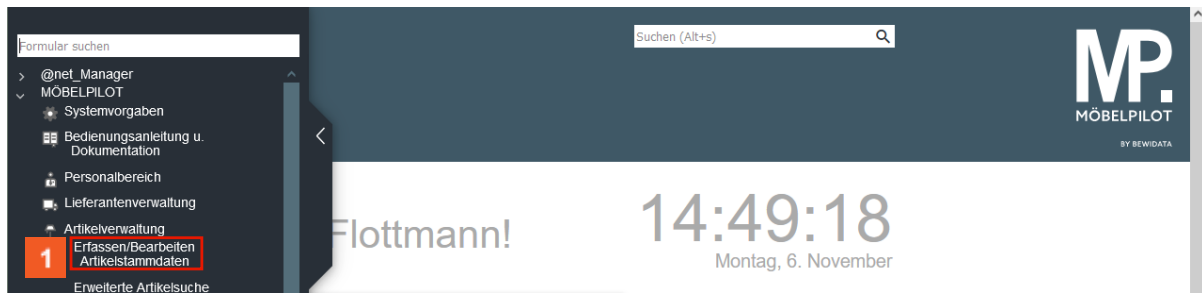 Formular suchen
@net_Manager
MÖBELPILOT
Systemvorgaben
Bedienungsanleitung u.
Dokumentation
Personalbereich
Lieferantenverwaltung
Artikelverwaltung
1
Erfassen/Bearbeiten
Artikelstammdaten
Erweiterte Artikelsuche
Suchen (Alt+s)
MP.
MÖBELPILOT
BY BEWIDATA
Flottmann!
14:49:18
Montag, 6. November